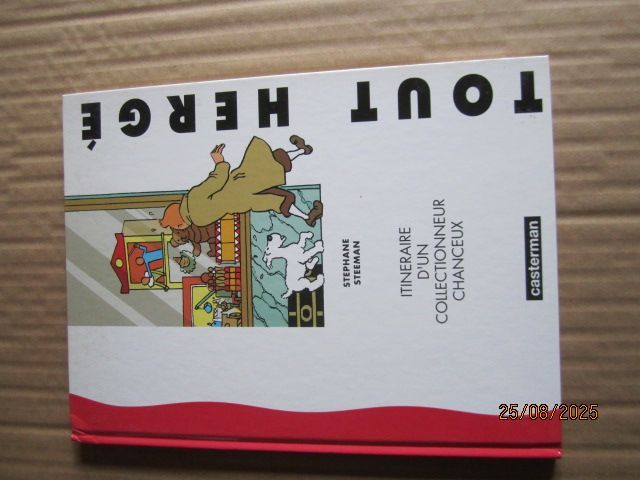 TOUT HERGÉ
STEPHANE
STEEMAN
ITINERAIRE
D'UN
COLLECTIONNEUR
CHANCEUX
casterman
25/08/2025